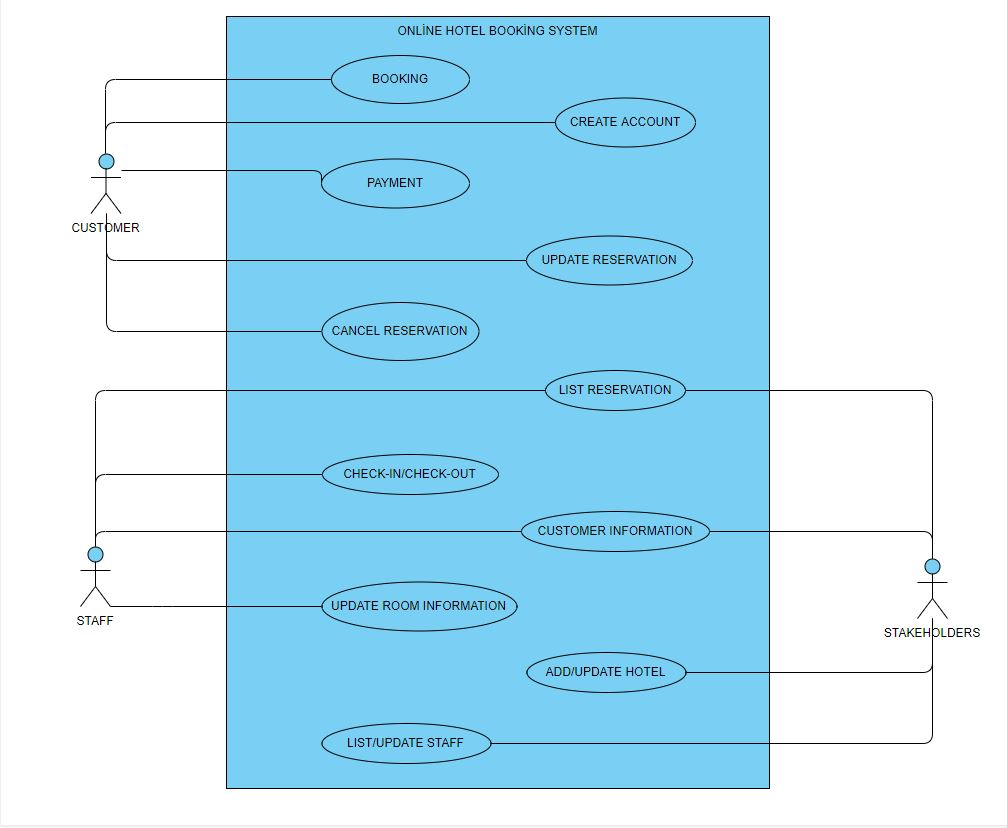 ONLİNE HOTEL BOOKİNG SYSTEM
BOOKING
CREATE ACCOUNT
PAYMENT
CUSTOMER
UPDATE RESERVATION
CANCEL RESERVATION
LIST RESERVATION
CHECK-IN/CHECK-OUT
CUSTOMER INFORMATION
UPDATE ROOM INFORMATION
STAFF
STAKEHOLDERS
ADD/UPDATE HOTEL
LIST/UPDATE STAFF